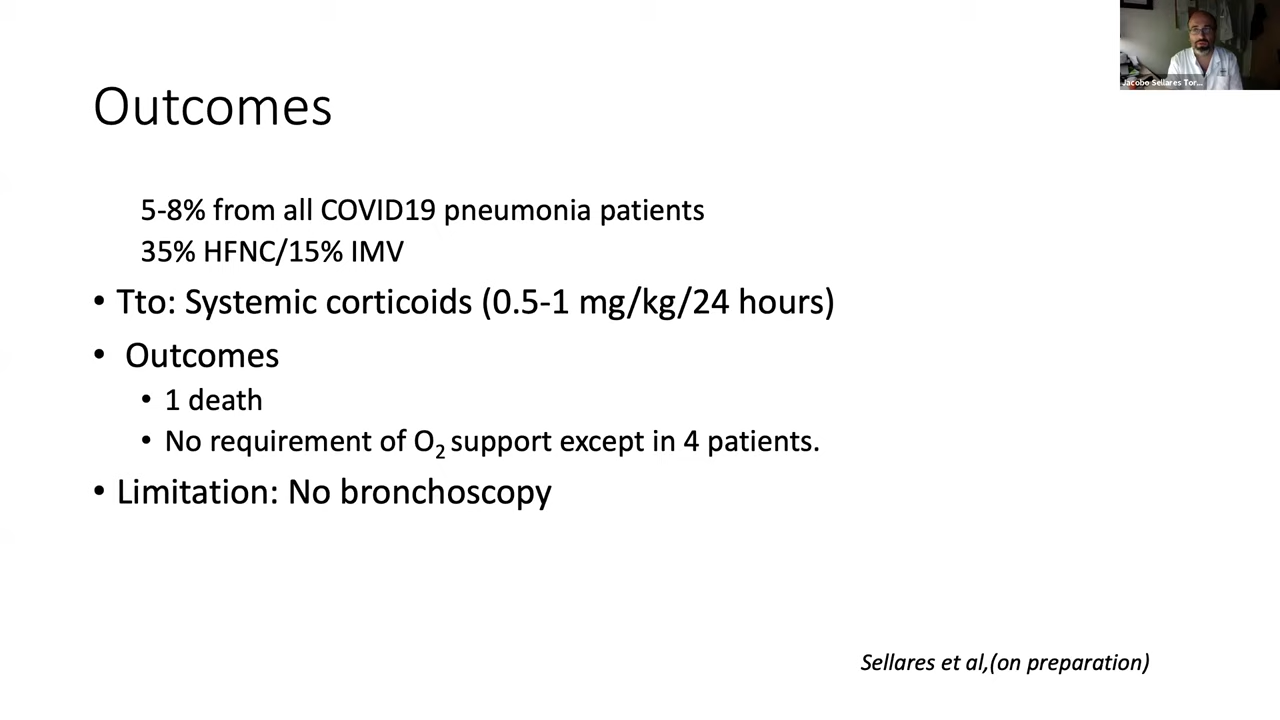 Jacobo Sellares Tor...
Outcomes
5-8% from all COVID19 pneumonia patients
35% HFNC/15% IMV
• Tto: Systemic corticoids (0.5-1 mg/kg/24 hours)
• Outcomes
• 1 death
• No requirement of O₂ support except in 4 patients.
• Limitation: No bronchoscopy
Sellares et al,(on preparation)